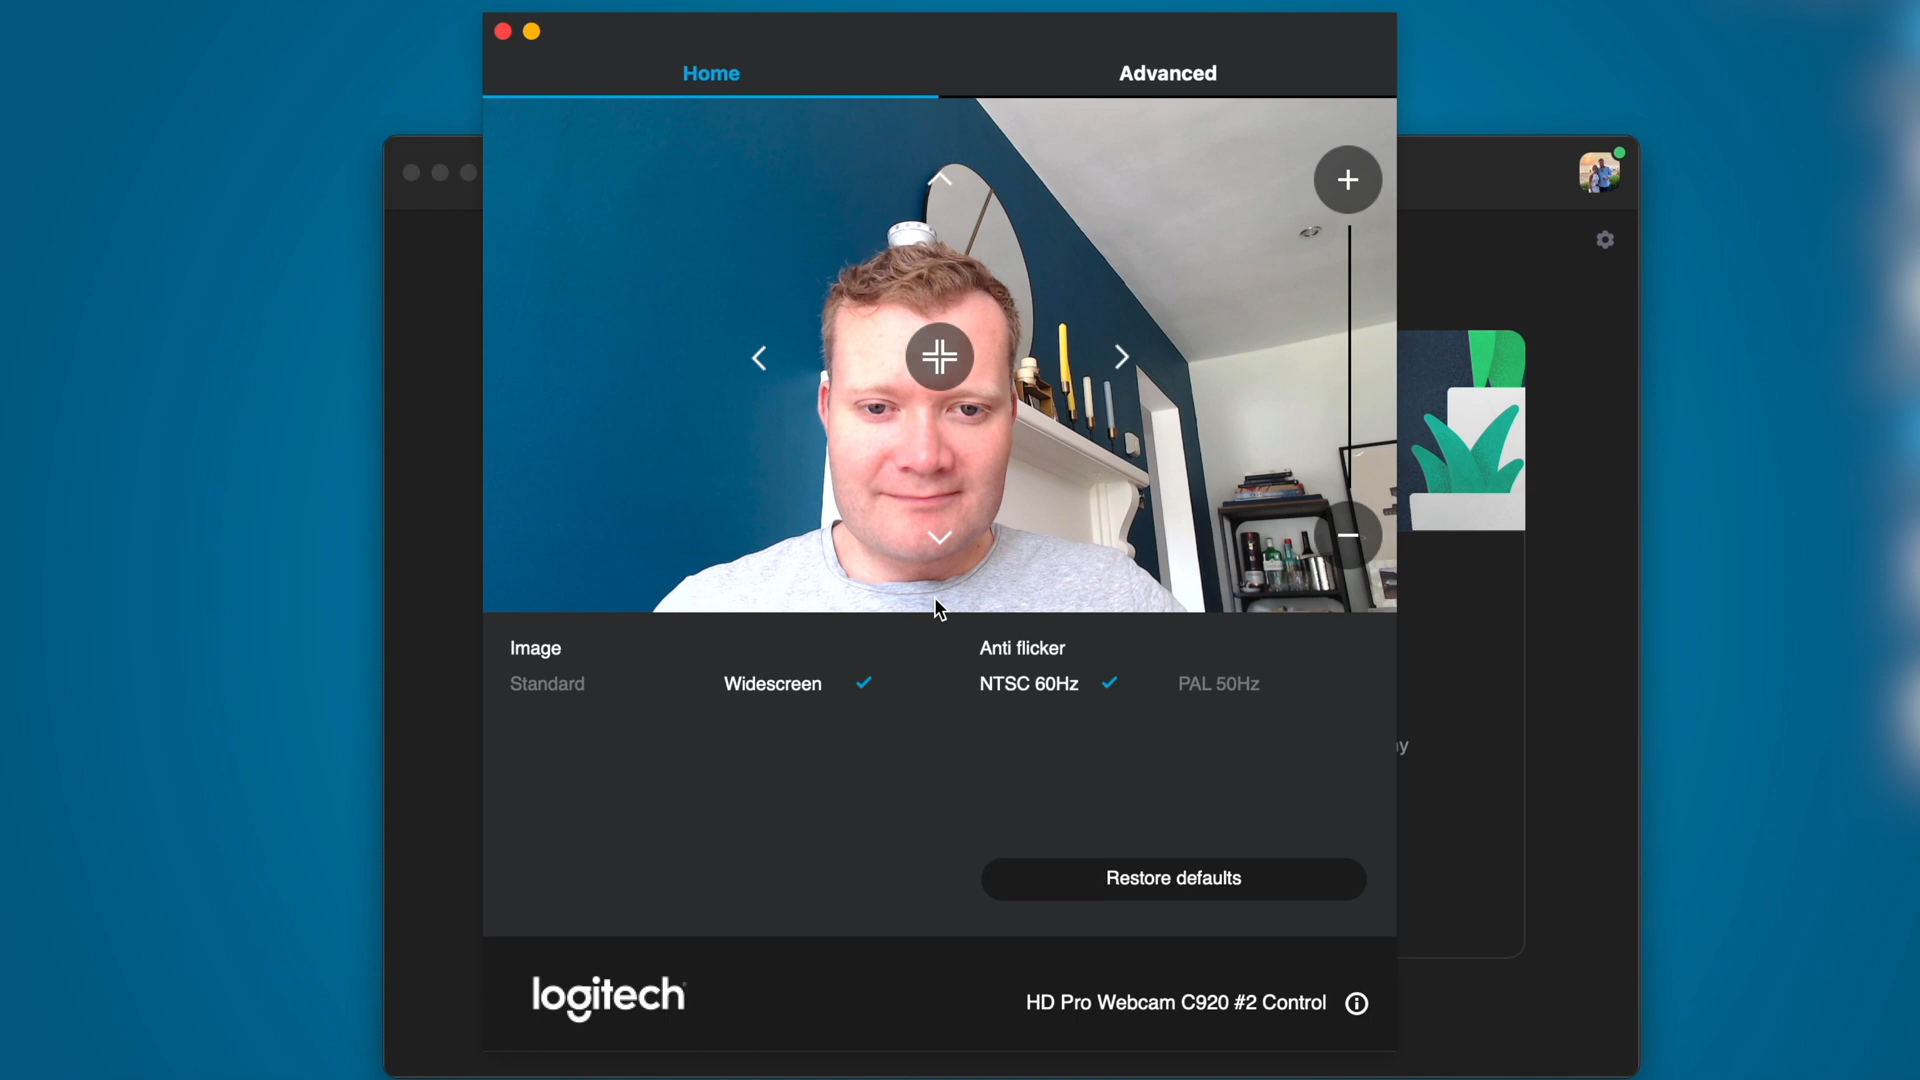 Home
Advanced
Image
Anti flicker
Standard
Widescreen
NTSC 60Hz
PAL 50Hz
Restore defaults
logitech
HD Pro Webcam C920 #2 Control